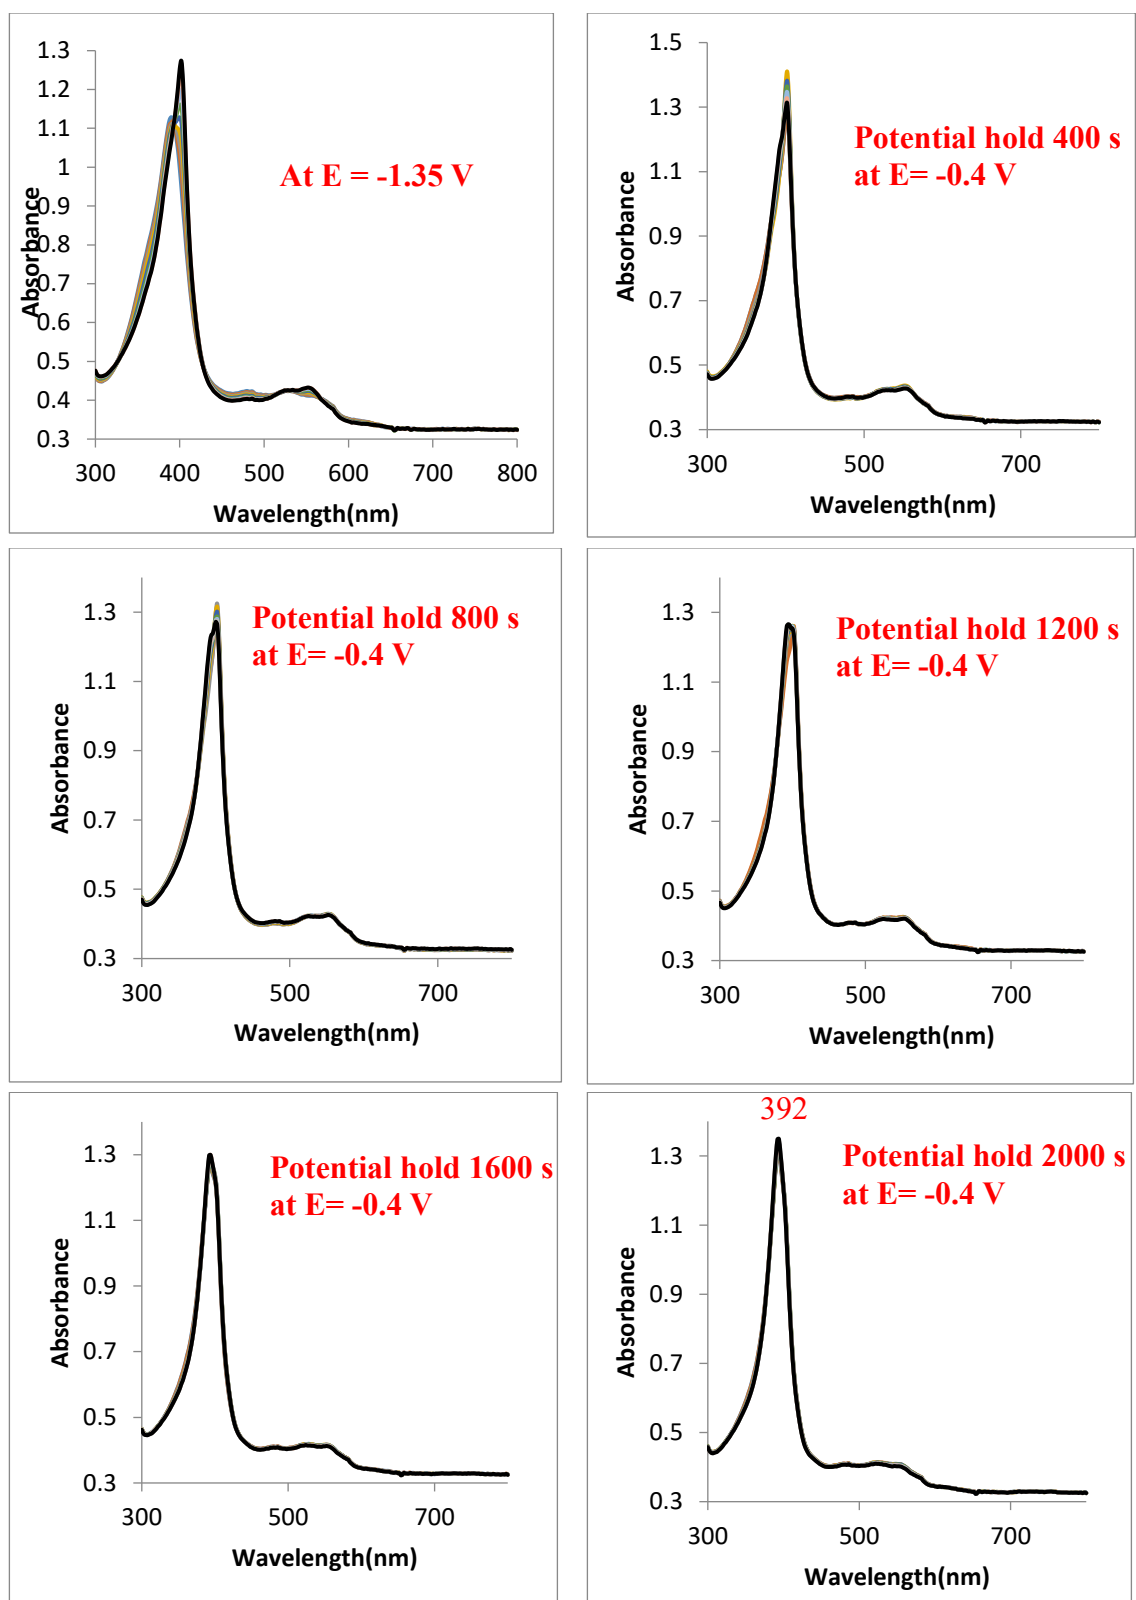 1.3
1.2
1.1
1
0.9
0.8
0.7
0.6
0.5
0.4
0.3
Absorbance
At E = -1.35 V
300 400 500 600 700 800
Wavelength(nm)
1.5
1.3
1.1
0.9
0.7
0.5
0.3
Absorbance
Potential hold 400 s
at E= -0.4 V
300 500 700
Wavelength(nm)
1.3
1.1
0.9
0.7
0.5
0.3
Absorbance
Potential hold 800 s
at E= -0.4 V
300 500 700
Wavelength(nm)
1.3
1.1
0.9
0.7
0.5
0.3
Absorbance
Potential hold 1200 s
at E= -0.4 V
300 500 700
Wavelength(nm)
1.3
1.1
0.9
0.7
0.5
0.3
Absorbance
Potential hold 1600 s
at E= -0.4 V
300 500 700
Wavelength(nm)
392
1.3
1.1
0.9
0.7
0.5
0.3
Absorbance
Potential hold 2000 s
at E= -0.4 V
300 500 700
Wavelength(nm)